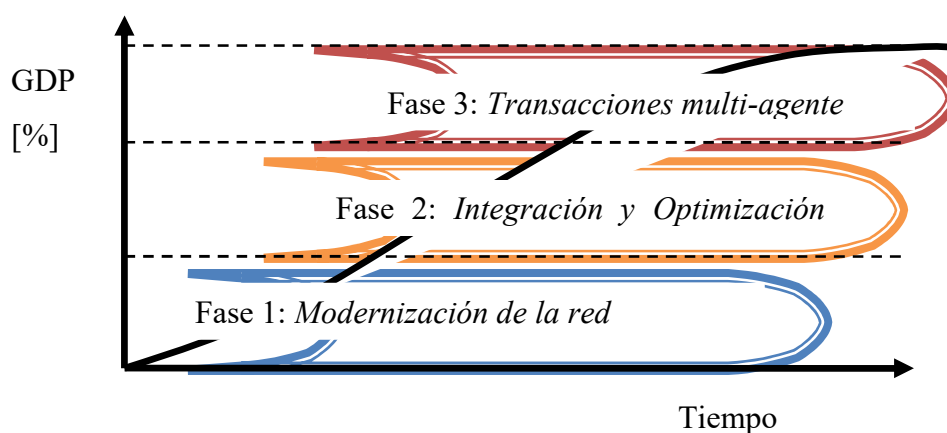 GDP
[%]
Fase 3: Transacciones multi-agente
Fase 2: Integración y Optimización
Fase 1: Modernización de la red
Tiempo